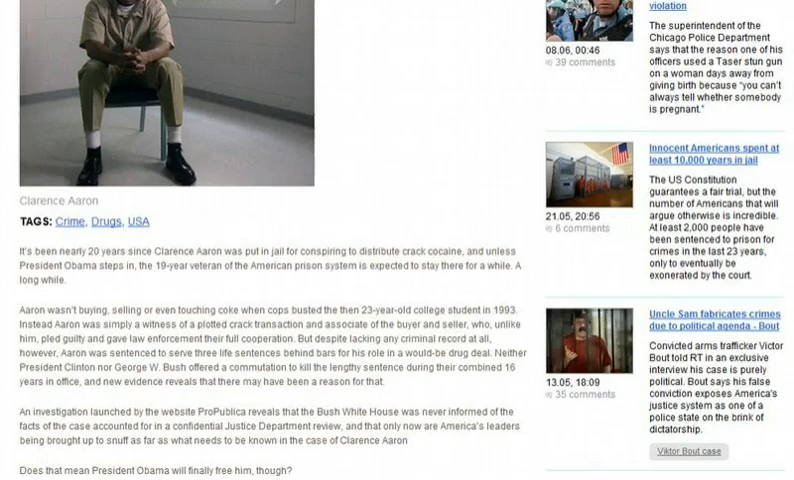 Clarence Aaron
TAGS: Crime, Drugs, USA
It's been nearly 20 years since Clarence Aaron was put in jail for conspiring to distribute crack cocaine, and unless
President Obama steps in, the 19-year veteran of the American prison system is expected to stay there for a while. A
long while.
Aaron wasn't buying, selling or even touching coke when cops busted the then 23-year-old college student in 1993.
Instead Aaron was simply a witness of a plotted crack transaction and associate of the buyer and seller, who, unlike
him, pled guilty and gave law enforcement their full cooperation. But despite lacking any criminal record at all,
however, Aaron was sentenced to serve three life sentences behind bars for his role in a would-be drug deal. Neither
President Clinton nor George W. Bush offered a commutation to kill the lengthy sentence during their combined 16
years in office, and new evidence reveals that there may have been a reason for that.
An investigation launched by the website ProPublica reveals that the Bush White House was never informed of the
facts of the case accounted for in a confidential Justice Department review, and that only now are America's leaders
being brought up to snuff as far as what needs to be known in the case of Clarence Aaron
Does that mean President Obama will finally free him, though?
violation
The superintendent of the
Chicago Police Department
says that the reason one of his
officers used a Taser stun gun
on a woman days away from
giving birth because "you can't
always tell whether somebody
is pregnant."
08.06, 00:46
39 comments
Innocent Americans spent at
least 10,000 years in jail
The US Constitution
guarantees a fair trial, but the
number of Americans that will
argue otherwise is incredible.
At least 2,000 people have
been sentenced to prison for
crimes in the last 23 years,
only to eventually be
exonerated by the court.
21.05, 20:56
6 comments
Uncle Sam fabricates crimes
due to political agenda - Bout
Convicted arms trafficker Victor
Bout told RT in an exclusive
interview his case is purely
political. Bout says his false
conviction exposes America's
justice system as one of a
police state on the brink of
dictatorship.
13.05, 18:09
35 comments
Viktor Bout case